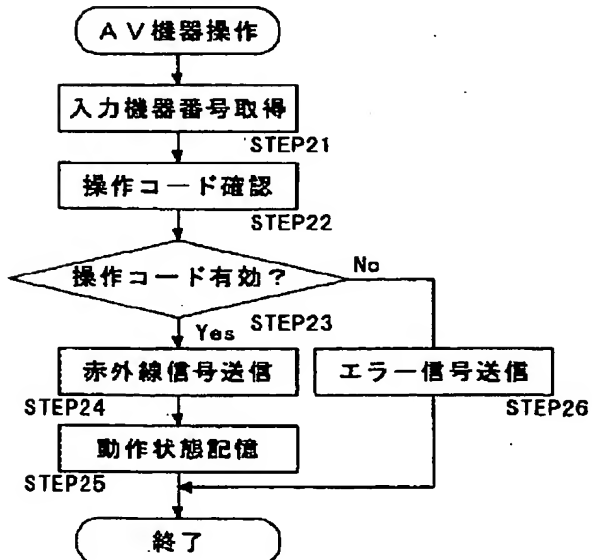 AV機器操作
入力機器番号取得
STEP21
操作コード確認
STEP22
操作コード有効？
No
Yes
STEP23
赤外線信号送信
エラー信号送信
STEP24
STEP26
動作状態記憶
STEP25
終了